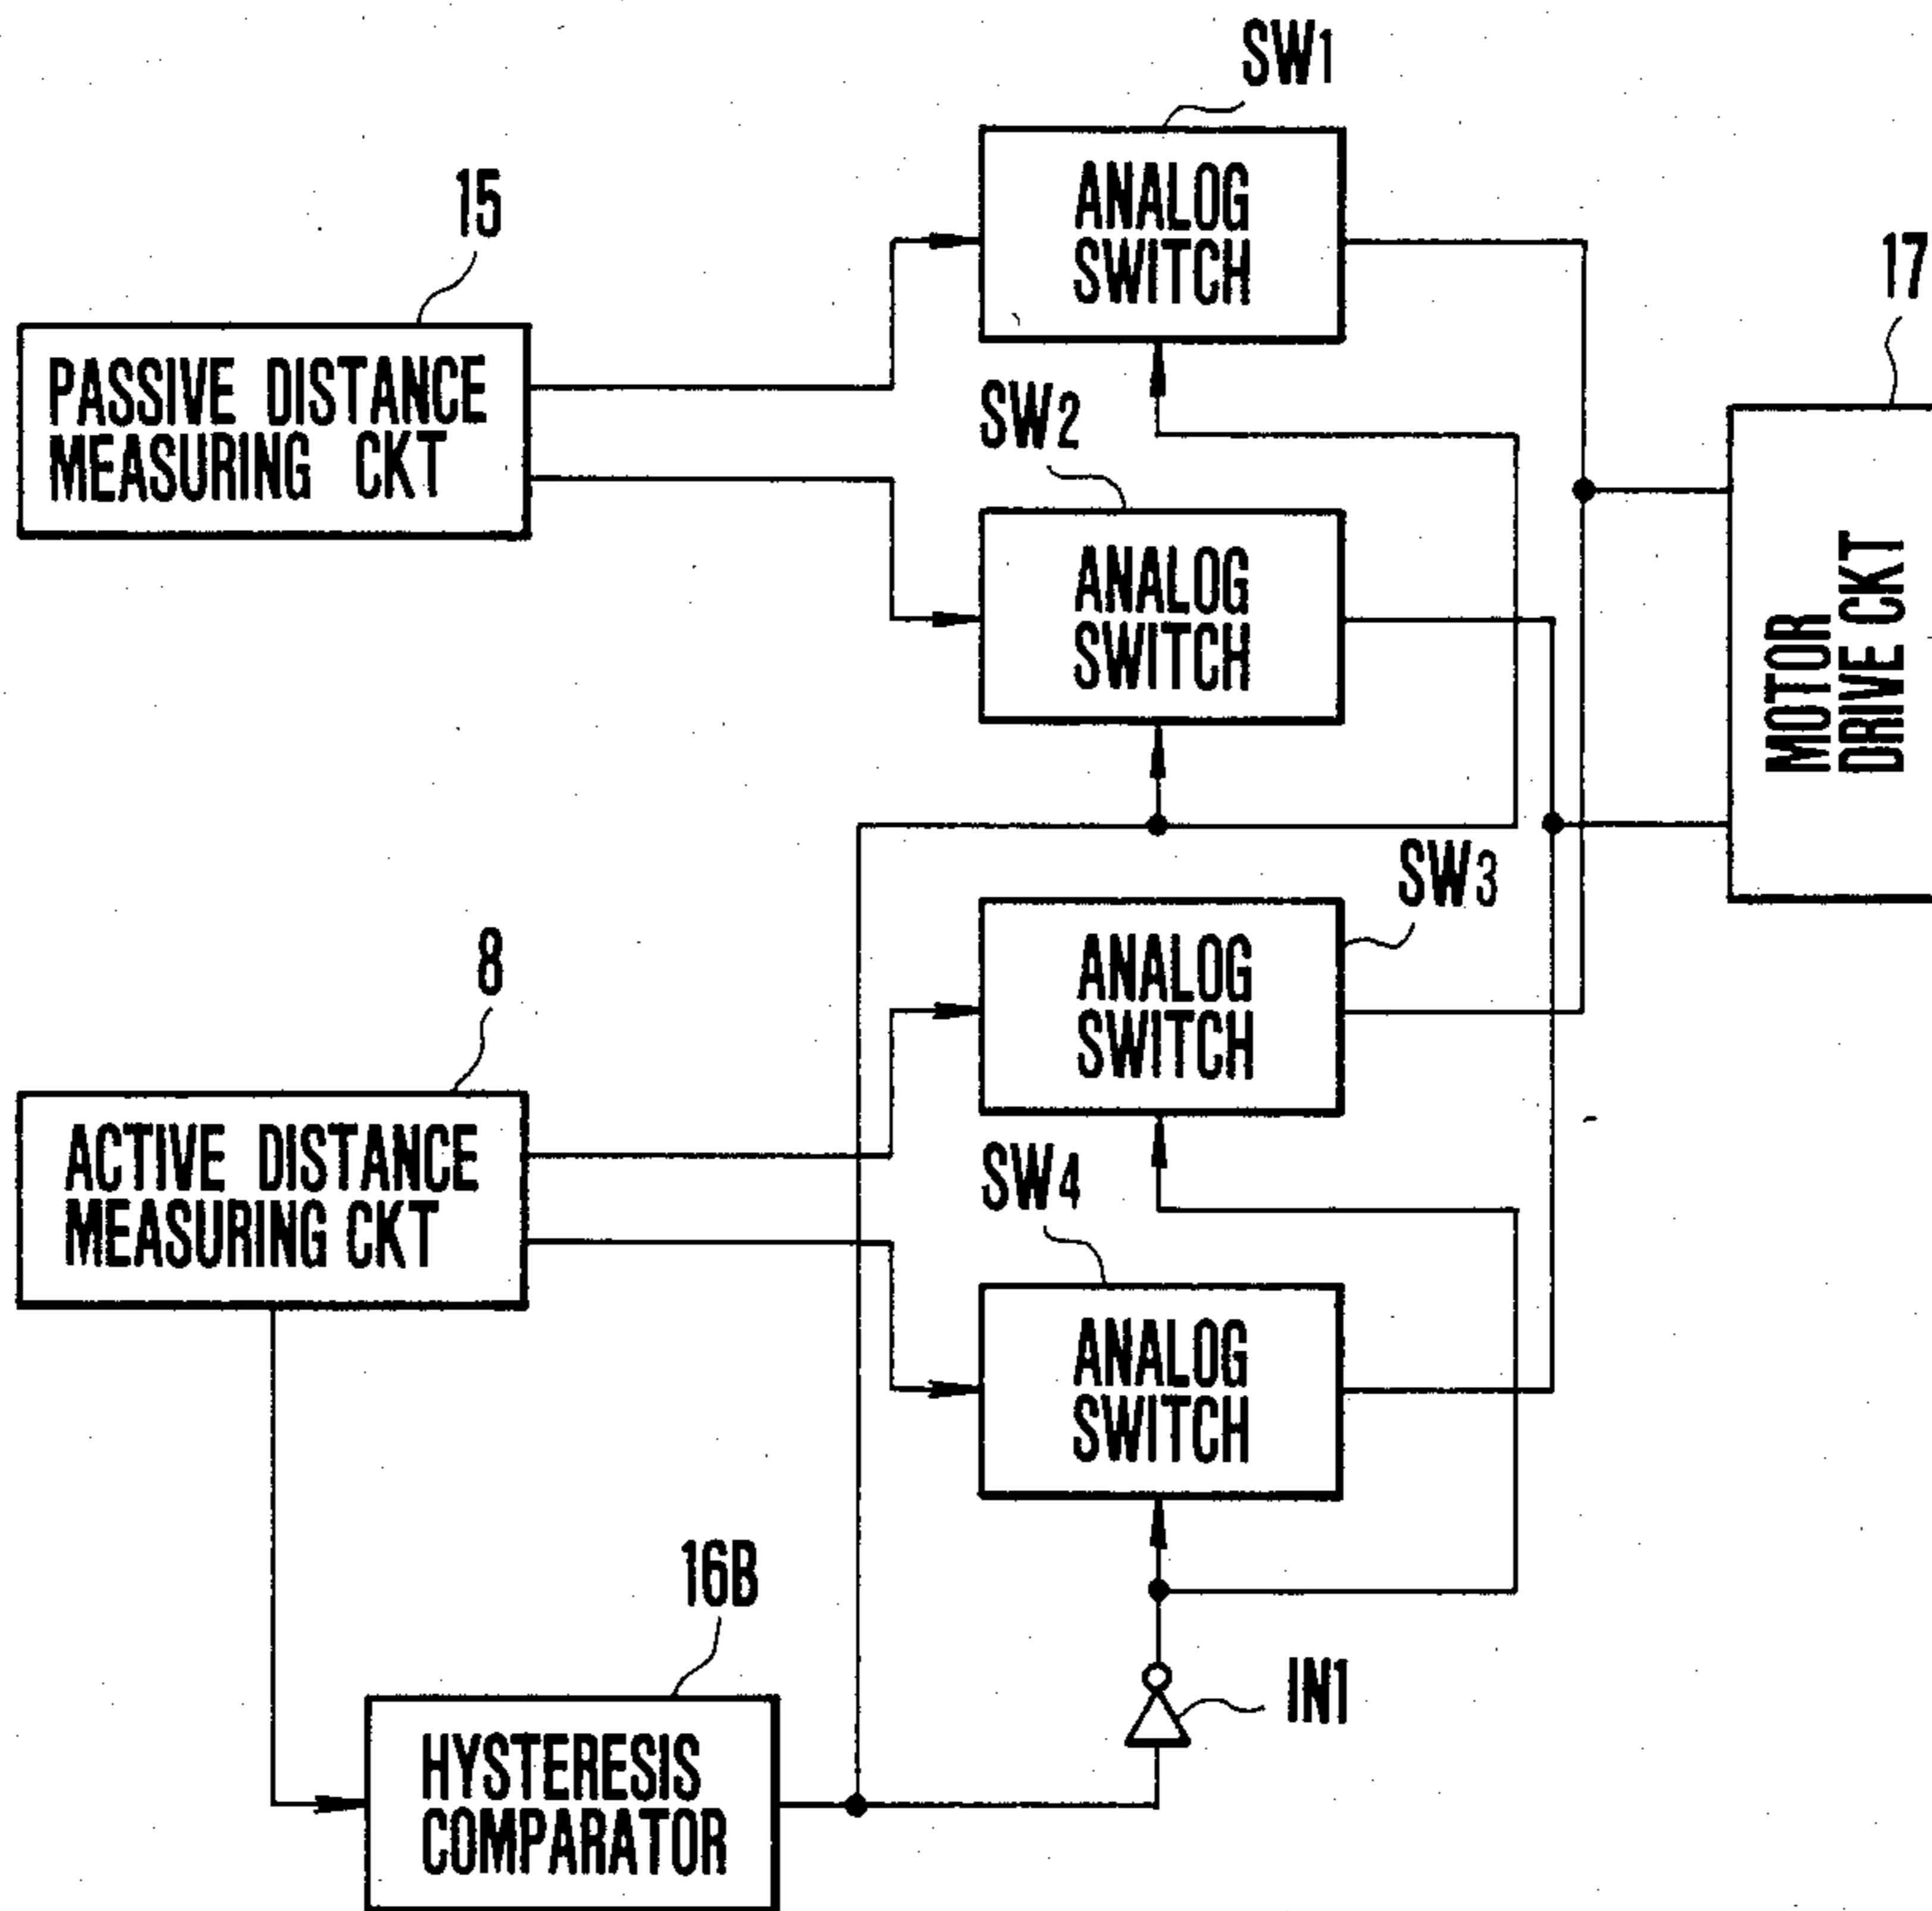 SW1
ANALOG
SWITCH
15
PASSIVE DISTANCE
MEASURING CKT
17
SW2
ANALOG
SWITCH
MOTOR
DRIVE CKT
SW3
ANALOG
SWITCH
8
ACTIVE DISTANCE
MEASURING CKT
SW4
ANALOG
SWITCH
16B
IN1
HYSTERESIS
COMPARATOR